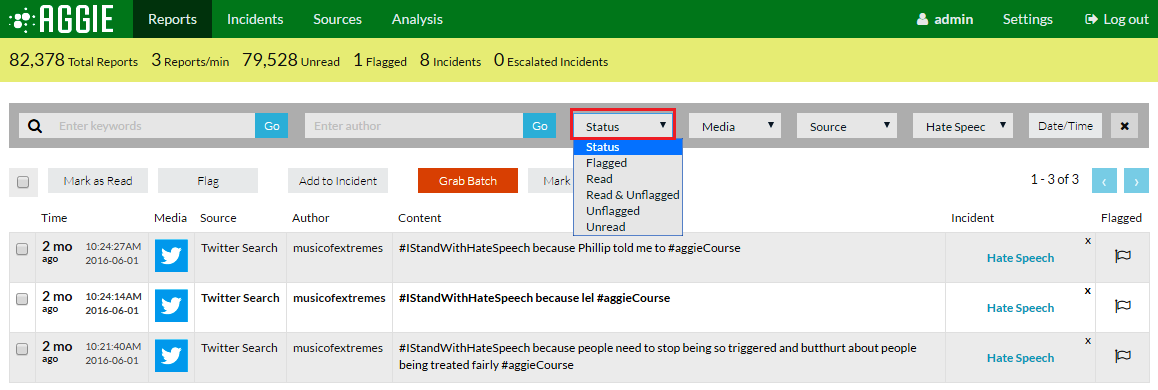 AGGIE Reports Incidents Sources Analysis admin Settings Log out
82,378 Total Reports 3 Reports/min 79,528 Unread 1 Flagged 8 Incidents 0 Escalated Incidents
Enter keywords Go Enter author Go Status Media Source Hate Speec Date/Time
Status
Flagged
Read
Read & Unflagged
Unflagged
Unread
Mark as Read Flag Add to Incident Grab Batch Mark 1 - 3 of 3
Time Media Source Author Content Incident Flagged
2 mo ago 10:24:27AM 2016-06-01 Twitter Search musicofextremes #IStandWithHateSpeech because Phillip told me to #aggieCourse Hate Speech x
2 mo ago 10:24:14AM 2016-06-01 Twitter Search musicofextremes #IStandWithHateSpeech because lel #aggieCourse Hate Speech x
2 mo ago 10:21:40AM 2016-06-01 Twitter Search musicofextremes #IStandWithHateSpeech because people need to stop being so triggered and butthurt about people
being treated fairly #aggieCourse Hate Speech x